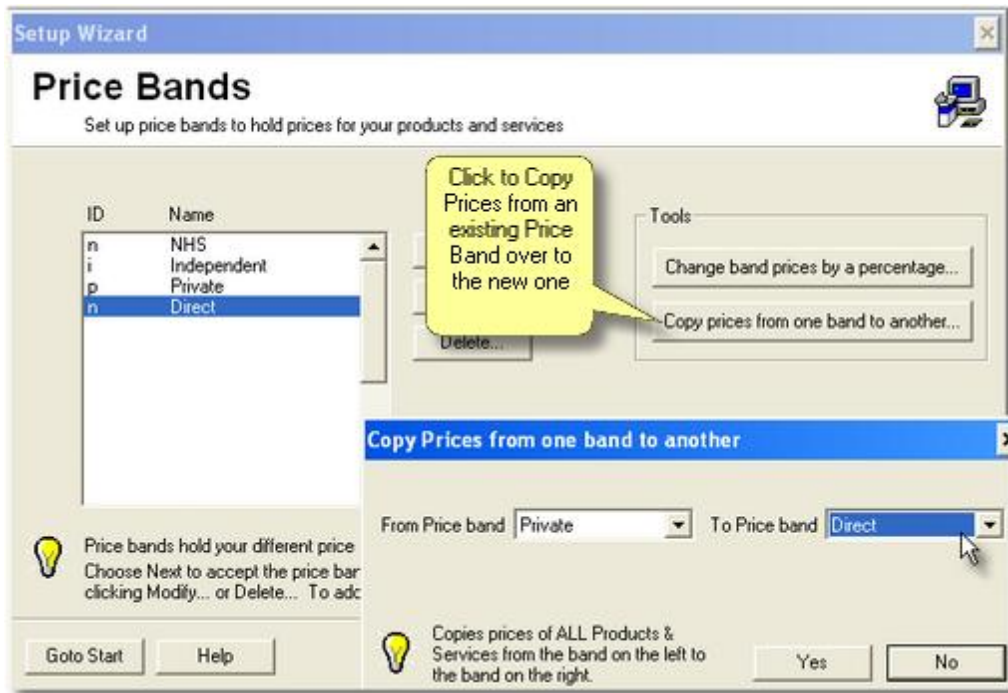 Setup Wizard
Price Bands
Set up price bands to hold prices for your products and services
Click to Copy
Prices from an
existing Price
Band over to
the new one
ID Name
n NHS
i Independent
p Private
n Direct
Delete...
Tools
Change band prices by a percentage...
Copy prices from one band to another...
Price bands hold your different price
Choose Next to accept the price
clicking Modify... or Delete... To
Goto Start Help
Copy Prices from one band to another
From Price band Private To Price band Direct
Copies prices of ALL Products &
Services from the band on the left to
the band on the right.
Yes No